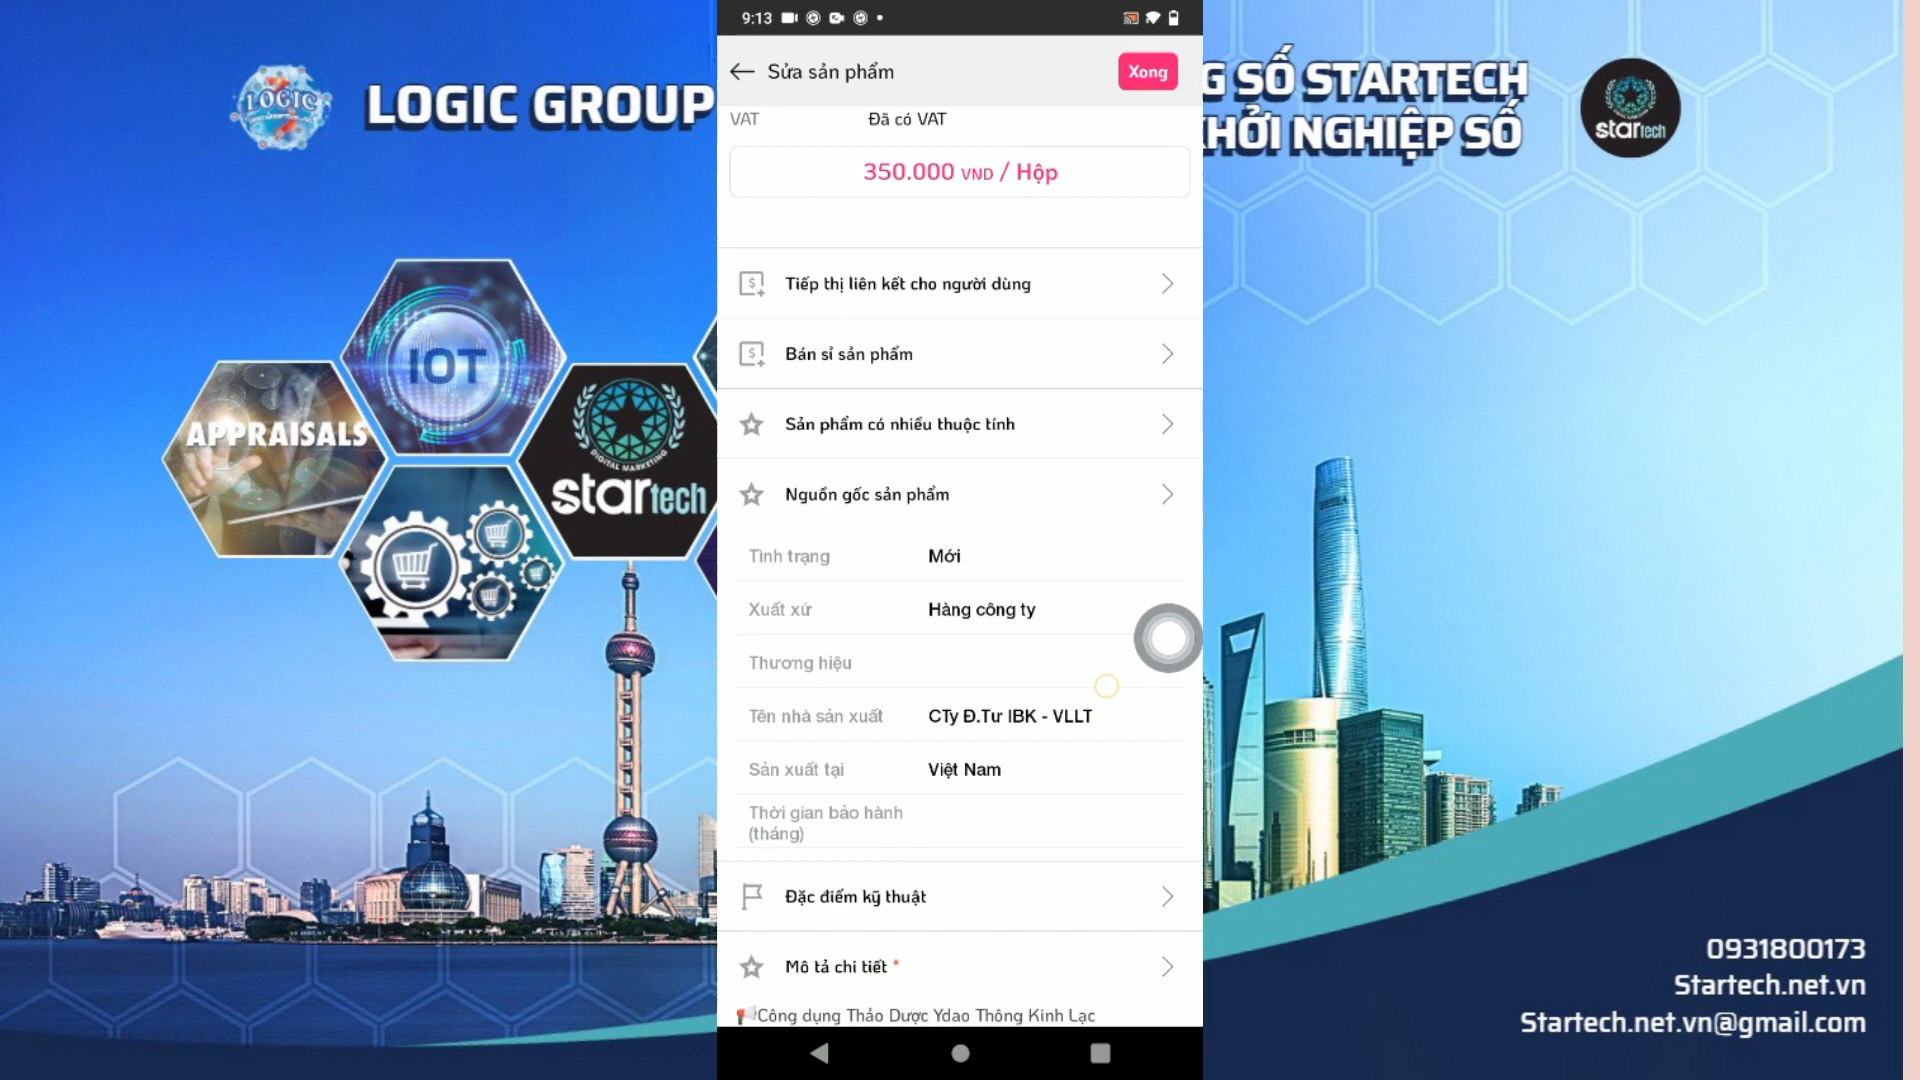 LOGIC
LOGIC GROUP
G SỐ STARTECH
KHỞI NGHIỆP SỐ
startech
IOT
APPRAISALS
DIGITAL MARKETING
startech
9:13
Sửa sản phẩm
Xong
VAT Đã có VAT
350.000 VND / Hộp
Tiếp thị liên kết cho người dùng
Bán sỉ sản phẩm
Sản phẩm có nhiều thuộc tính
Nguồn gốc sản phẩm
Tình trạng Mới
Xuất xứ Hàng công ty
Thương hiệu
Tên nhà sản xuất CTy Đ.Tư IBK - VLLT
Sản xuất tại Việt Nam
Thời gian bảo hành
(tháng)
Đặc điểm kỹ thuật
Mô tả chi tiết *
Công dụng Thảo Dược Ydao Thông Kinh Lạc
0931800173
Startech.net.vn
Startech.net.vn@gmail.com